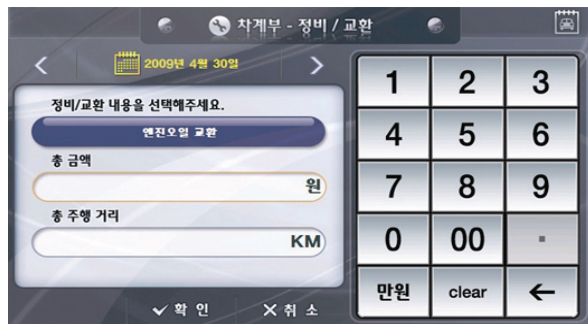 차계부 - 정비 / 교환
2009년 4월 30일
정비/교환 내용을 선택해주세요.
엔진오일 교환
총 금액
원
총 주행 거리
KM
확 인
취 소
1 2 3
4 5 6
7 8 9
0 00 .
만원 clear ←